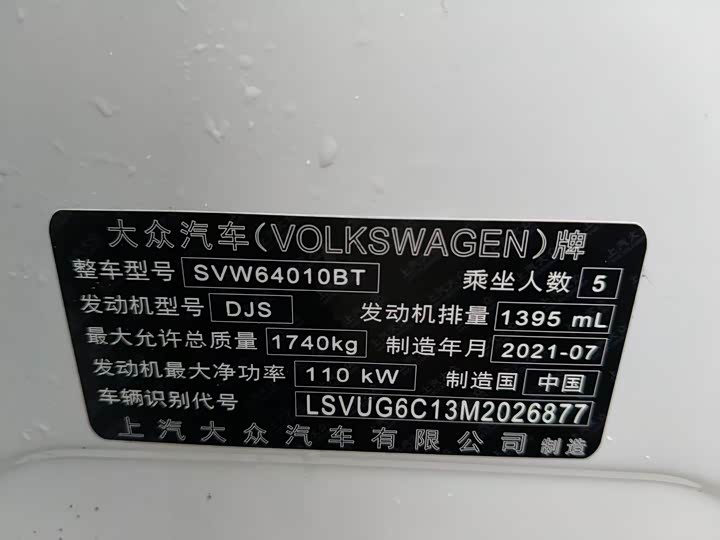 大众汽车(VOLKSWAGEN)牌
整车型号 SVW64010BT 乘坐人数 5
发动机型号 DJS 发动机排量 1395 mL
最大允许总质量 1740kg 制造年月 2021-07
发动机最大净功率 110 kW 制造国 中国
车辆识别代号 LSVUG6C13M2026877
上汽大众汽车有限公司 制造